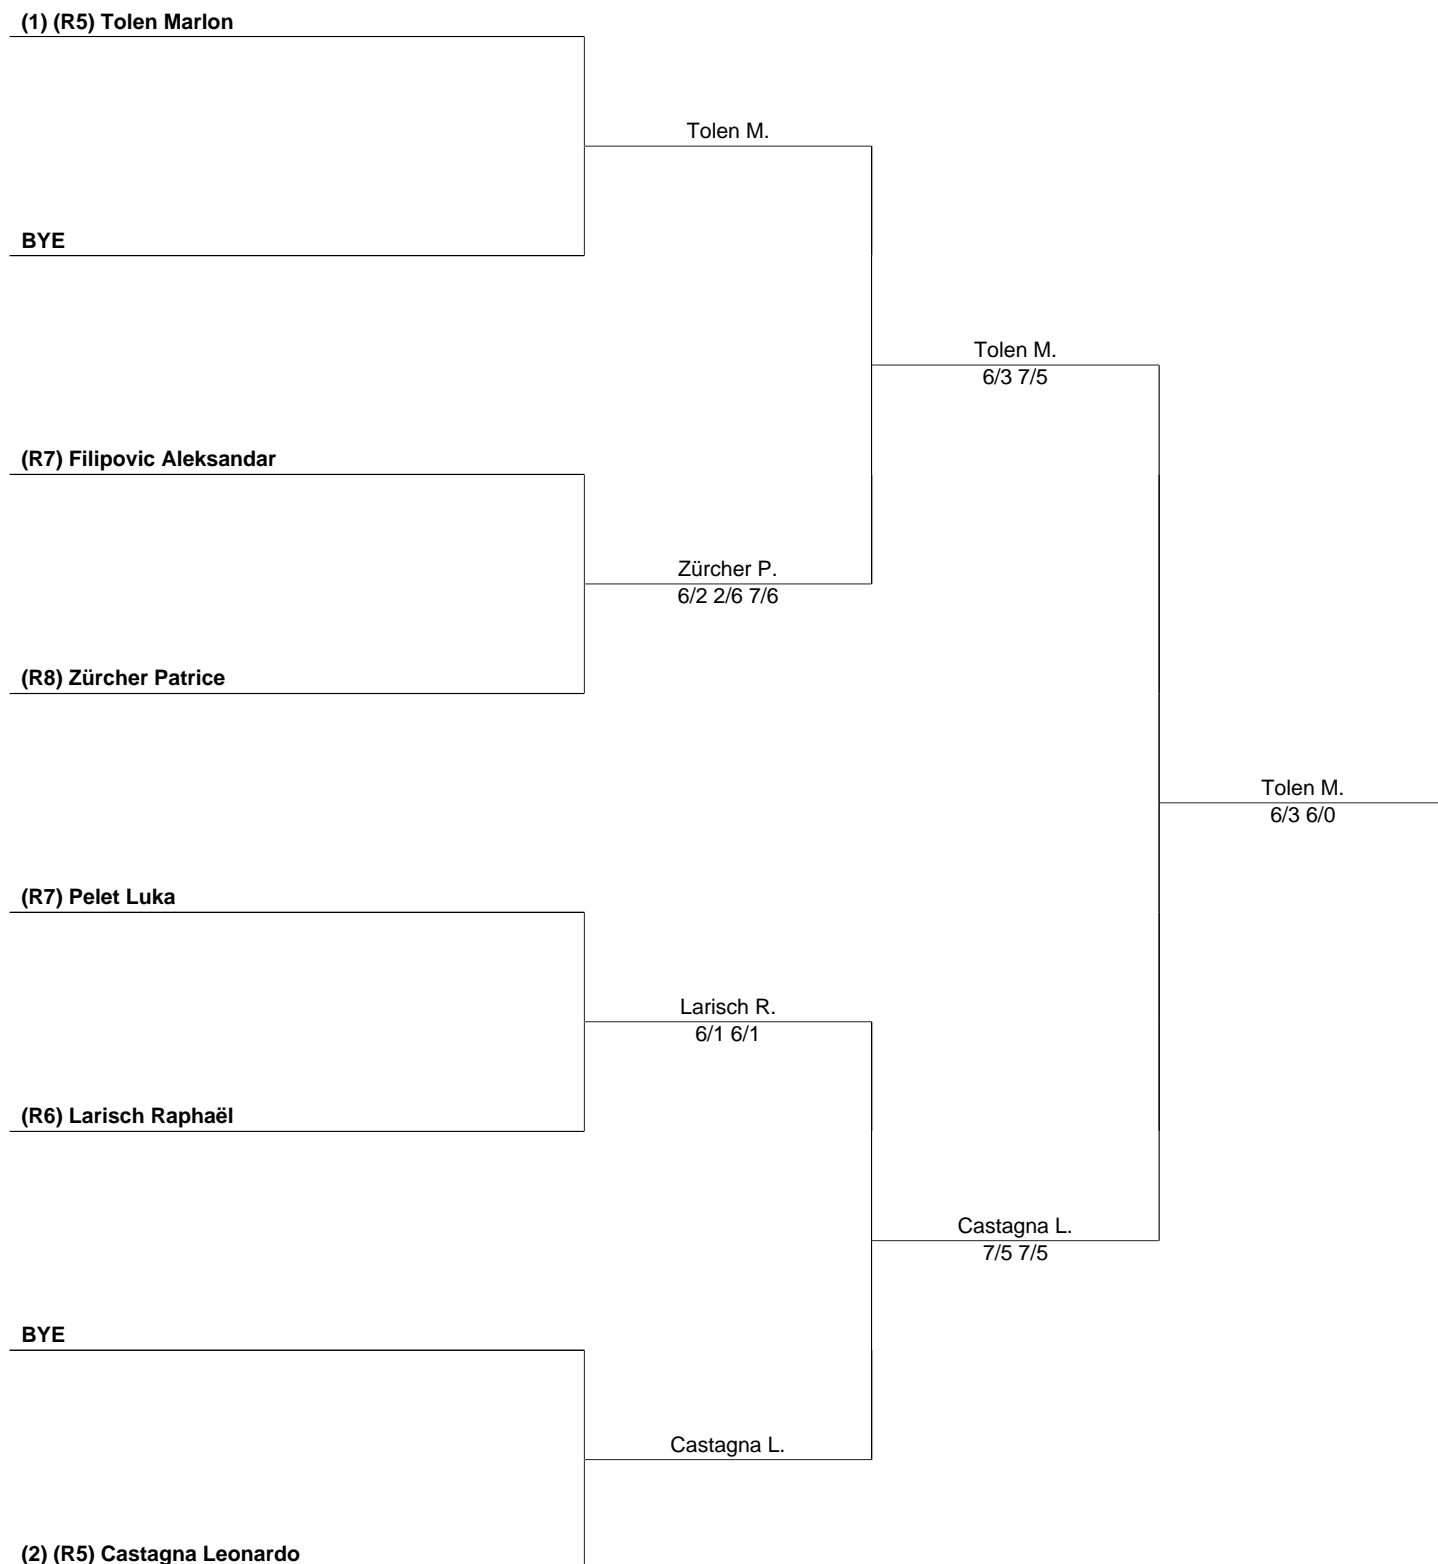 (1) (R5) Tolen Marlon
Tolen M.
BYE
Tolen M.
6/3 7/5
(R7) Filipovic Aleksandar
Zürcher P.
6/2 2/6 7/6
(R8) Zürcher Patrice
Tolen M.
6/3 6/0
(R7) Pelet Luka
Larisch R.
6/1 6/1
(R6) Larisch Raphaël
Castagna L.
7/5 7/5
BYE
Castagna L.
(2) (R5) Castagna Leonardo